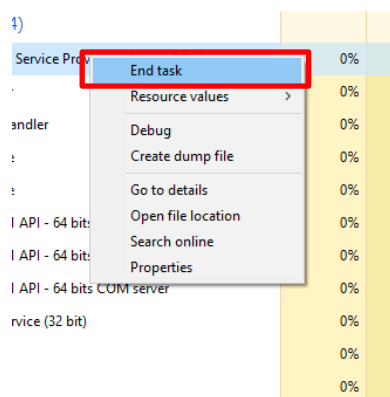 4)
Service Prov
0%
End task
Resource values
0%
andler
Debug
0%
Create dump file
0%
Go to details
0%
I API - 64 bits
Open file location
0%
I API - 64 bits
Search online
0%
Properties
I API - 64 bits COM server
0%
rvice (32 bit)
0%
0%
0%